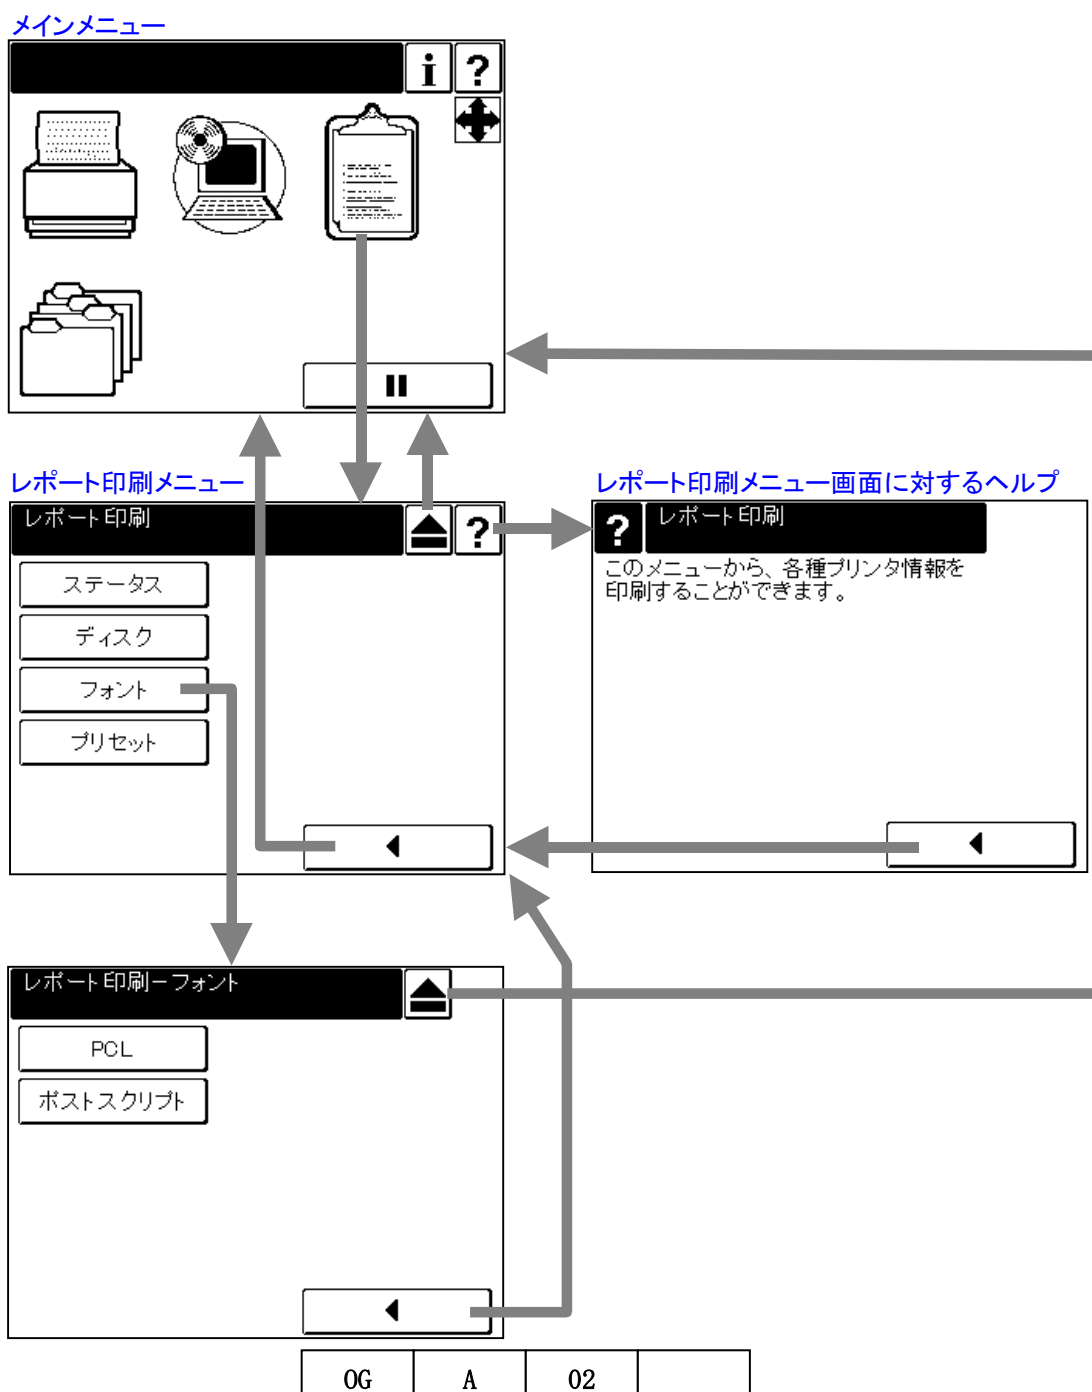 メインメニュー
i ?
レポート印刷メニュー
レポート印刷 ?
ステータス
ディスク
フォント
プリセット
レポート印刷メニュー画面に対するヘルプ
? レポート印刷
このメニューから、各種プリンタ情報を
印刷することができます。
レポート印刷ーフォント
PCL
ポストスクリプト
OG A 02